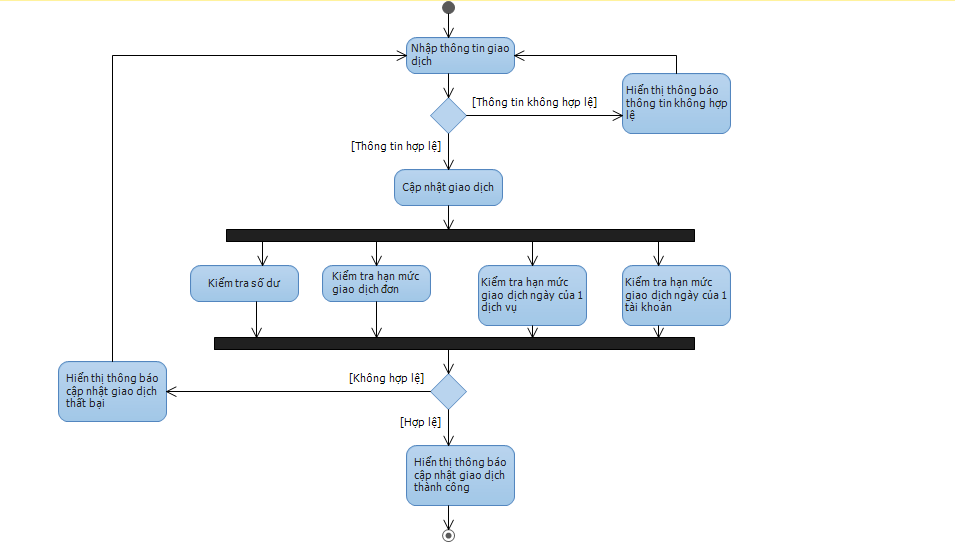 Nhập thông tin giao
dịch
[Thông tin không hợp lệ]
Hiển thị thông báo
thông tin không hợp
lệ
[Thông tin hợp lệ]
Cập nhật giao dịch
Kiểm tra số dư
Kiểm tra hạn mức
giao dịch đơn
Kiểm tra hạn mức
giao dịch ngày của 1
dịch vụ
Kiểm tra hạn mức
giao dịch ngày của 1
tài khoản
Hiển thị thông báo
cập nhật giao dịch
thất bại
[Không hợp lệ]
[Hợp lệ]
Hiển thị thông báo
cập nhật giao dịch
thành công